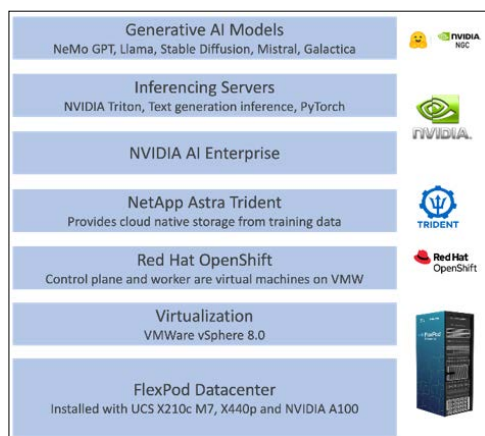 Generative AI Models
NeMo GPT, Llama, Stable Diffusion, Mistral, Galactica
NVIDIA
NGC
Inferencing Servers
NVIDIA Triton, Text generation inference, PyTorch
NVIDIA.
NVIDIA AI Enterprise
NetApp Astra Trident
Provides cloud native storage from training data
TRIDENT
Red Hat OpenShift
Control plane and worker are virtual machines on VMW
Red Hat
OpenShift
Virtualization
VMWare vSphere 8.0
FlexPod
FlexPod Datacenter
Installed with UCS X210c M7, X440p and NVIDIA A100